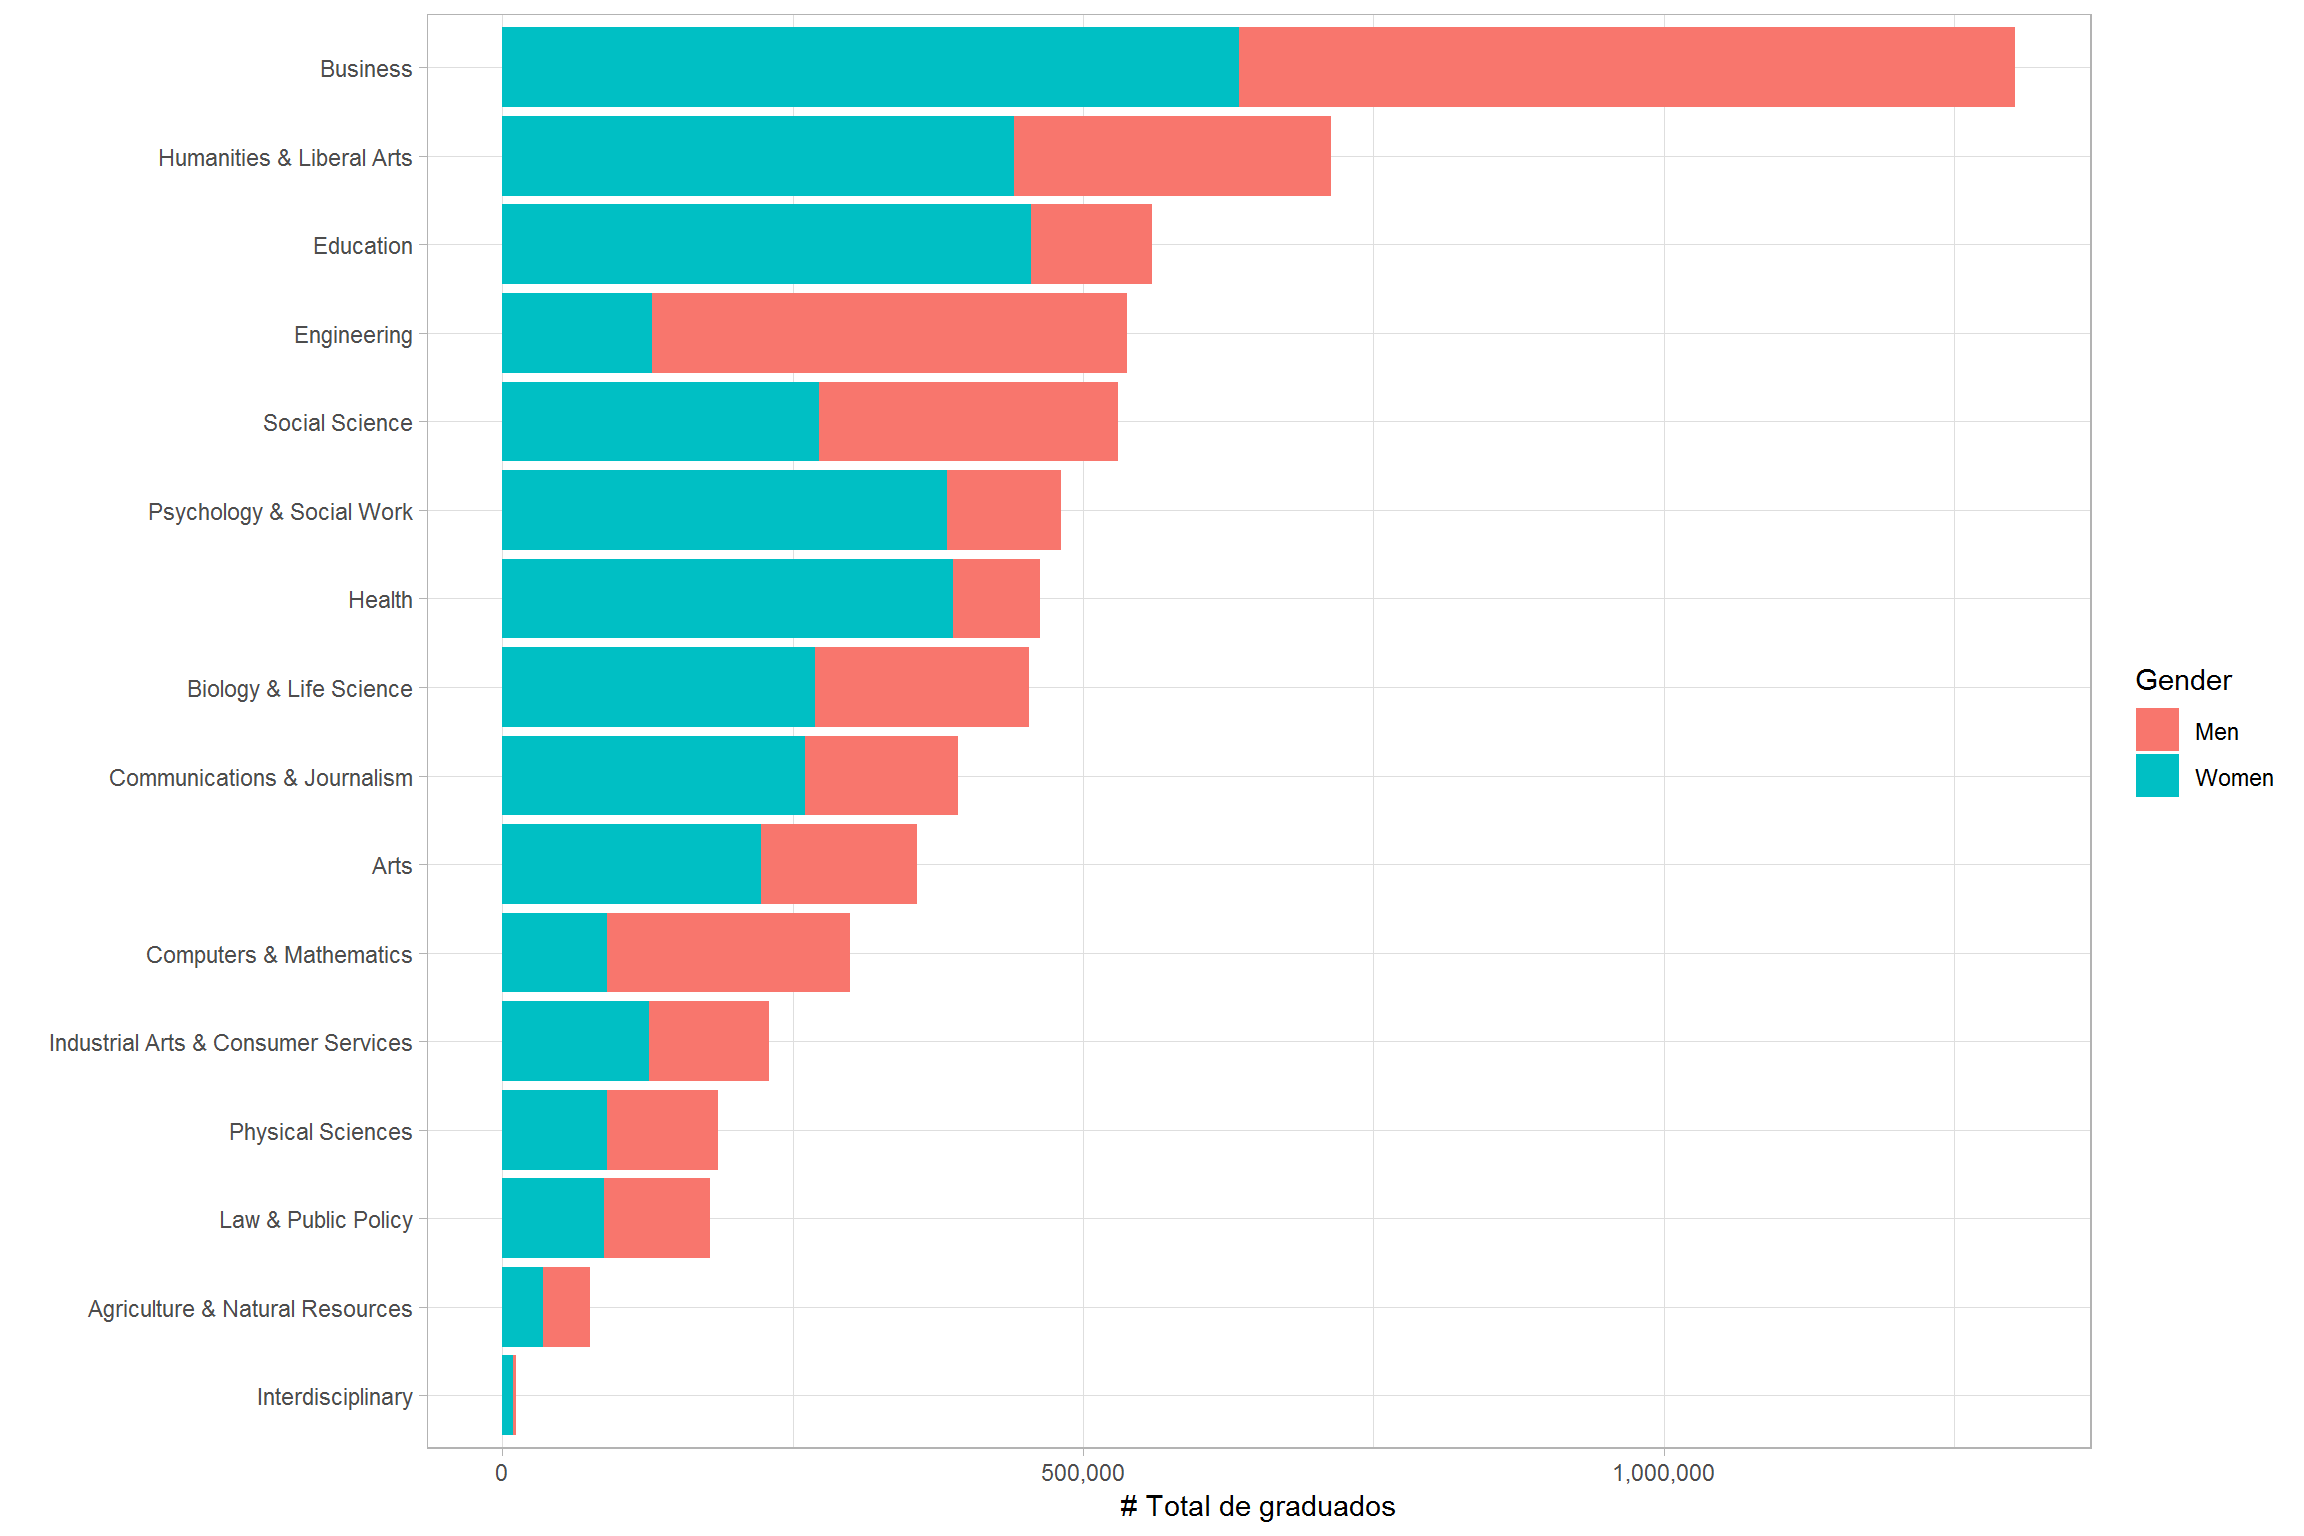 Business
Humanities & Liberal Arts
Education
Engineering
Social Science
Psychology & Social Work
Health
Biology & Life Science
Communications & Journalism
Arts
Computers & Mathematics
Industrial Arts & Consumer Services
Physical Sciences
Law & Public Policy
Agriculture & Natural Resources
Interdisciplinary
0
500,000
1,000,000
# Total de graduados
Gender
Men
Women